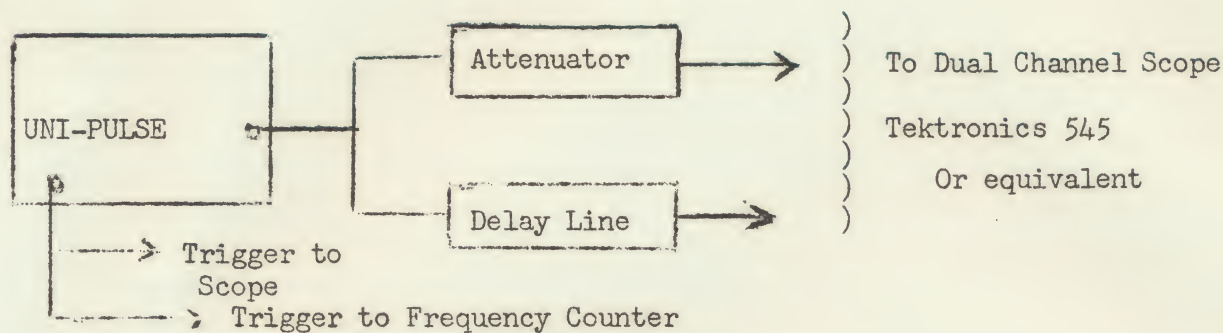 UNI-PULSE
Attenuator
Delay Line
To Dual Channel Scope
Tektronics 545
Or equivalent
Trigger to
Scope
Trigger to Frequency Counter